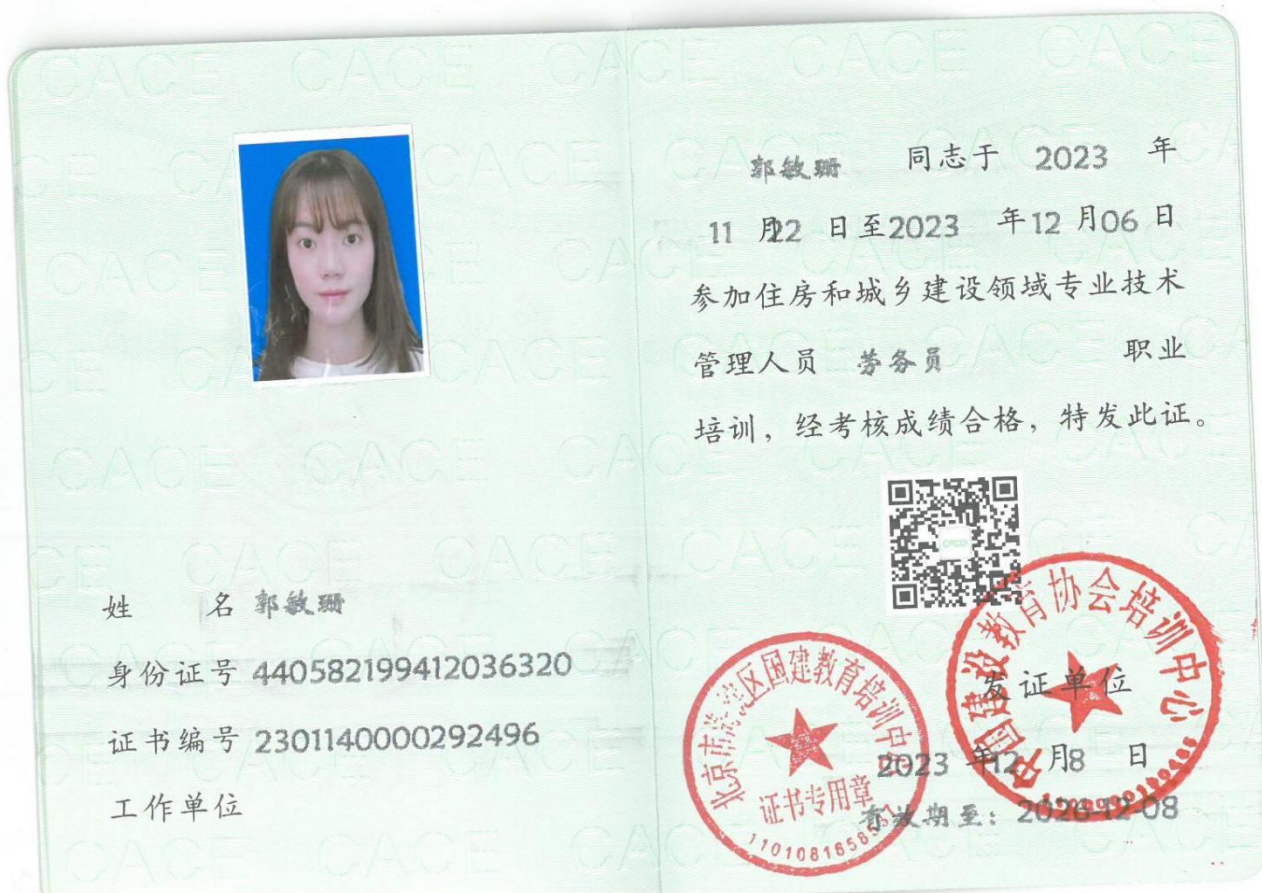 姓 名 郭敏珊
身份证号 440582199412036320
证书编号 2301140000292496
工作单位
郭敏珊 同志于 2023 年
11 月22 日至2023 年12 月06 日
参加住房和城乡建设领域专业技术
管理人员 劳务员 职业
培训，经考核成绩合格，特发此证。
发证单位
2023 年12 月8 日
有效期至：2026-12-08
中国建设教育协会培训中心
北京市海淀区国建教育培训中心
证书专用章
CACE